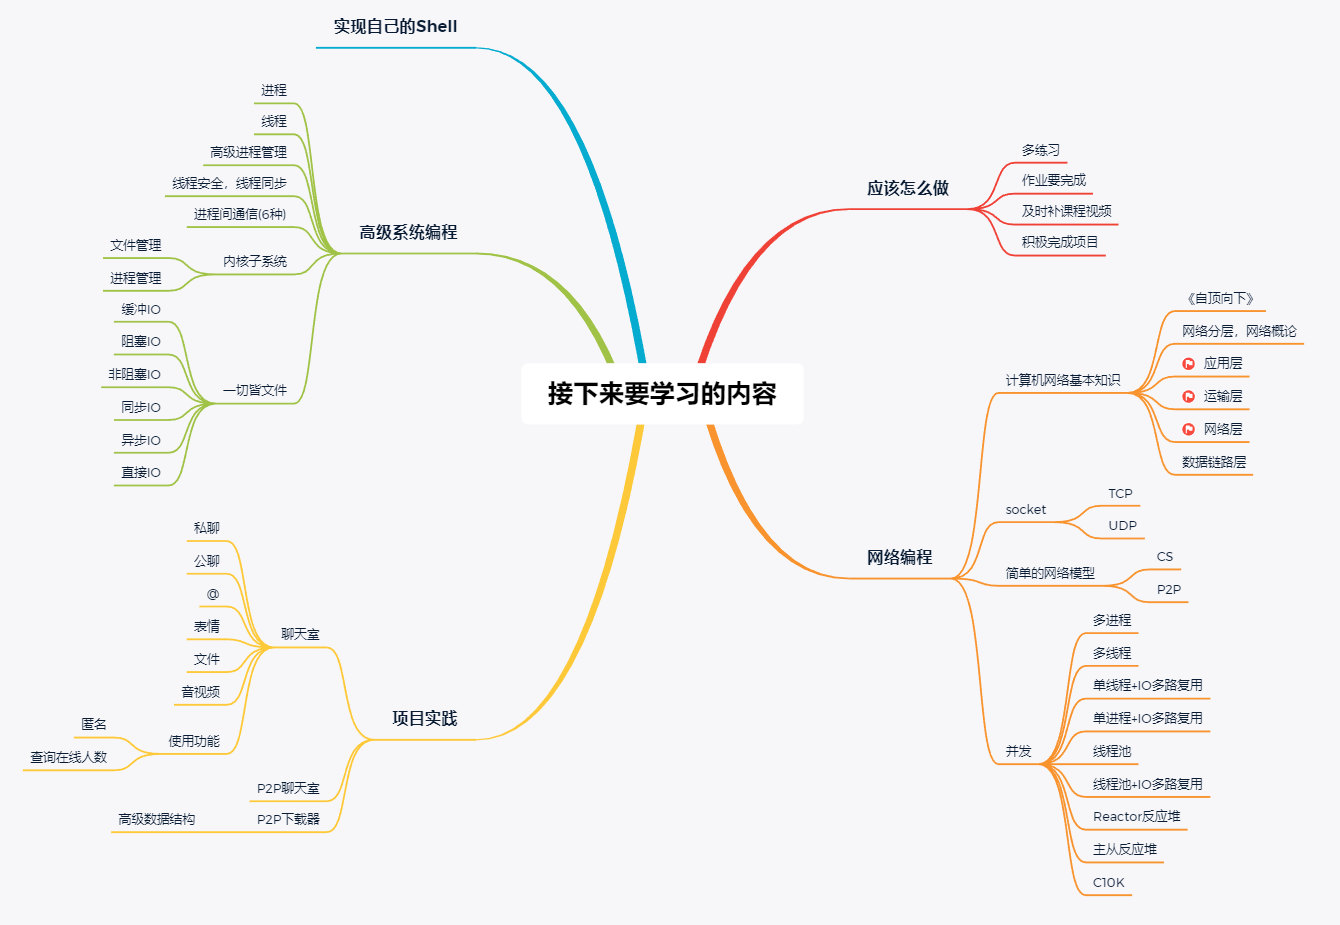 接下来要学习的内容
应该怎么做
多练习
作业要完成
及时补课程视频
积极完成项目
网络编程
计算机网络基本知识
《自顶向下》
网络分层，网络概论
应用层
运输层
网络层
数据链路层
socket
TCP
UDP
简单的网络模型
CS
P2P
并发
多进程
多线程
单线程+IO多路复用
单进程+IO多路复用
线程池
线程池+IO多路复用
Reactor反应堆
主从反应堆
C10K
实现自己的Shell
高级系统编程
进程
线程
高级进程管理
线程安全，线程同步
进程间通信(6种)
内核子系统
文件管理
进程管理
一切皆文件
缓冲IO
阻塞IO
非阻塞IO
同步IO
异步IO
直接IO
项目实践
聊天室
私聊
公聊
@
表情
文件
音视频
使用功能
匿名
查询在线人数
P2P聊天室
P2P下载器
高级数据结构